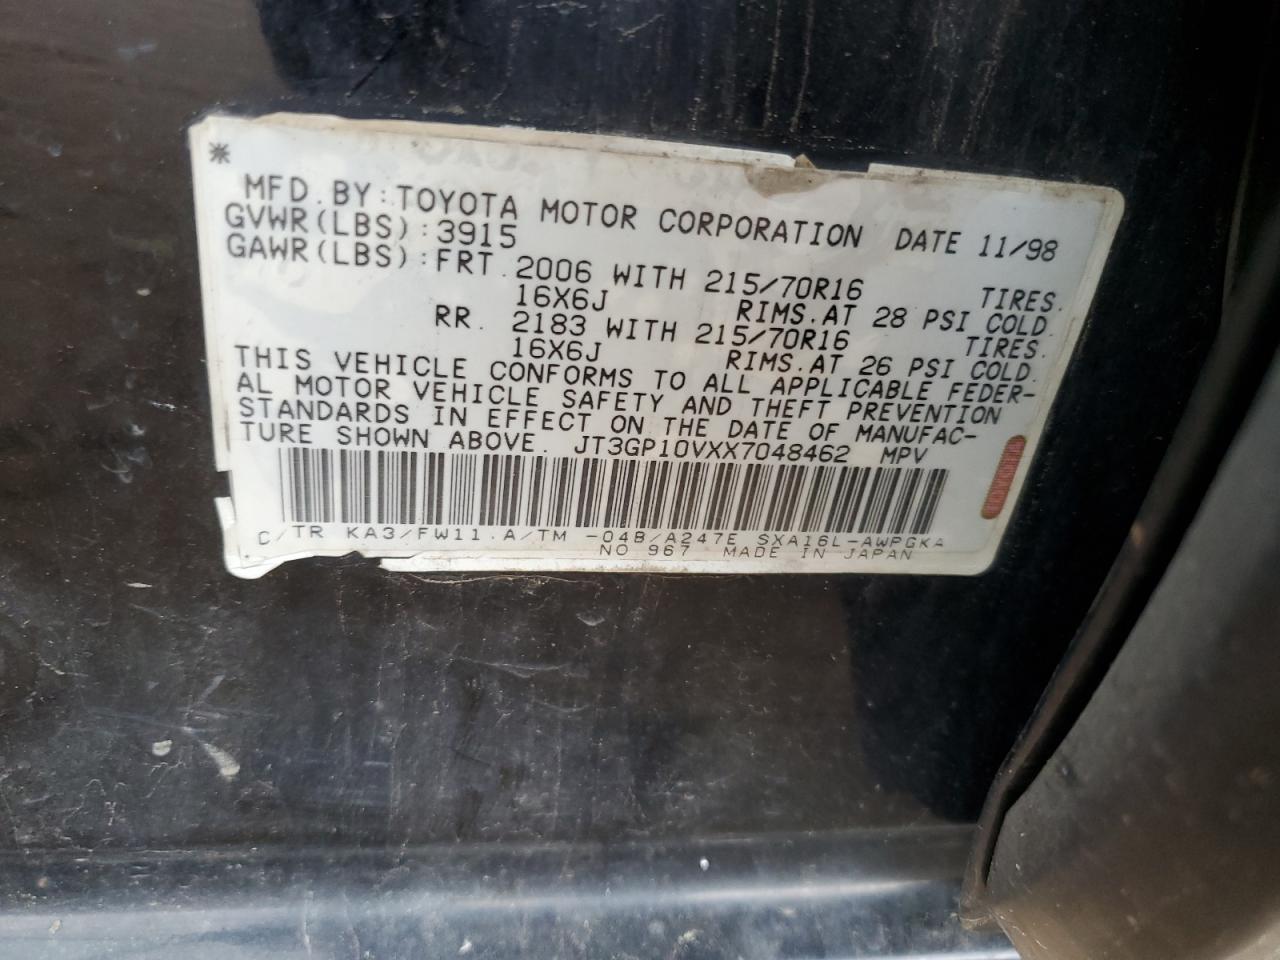 MFD. BY: TOYOTA MOTOR CORPORATION DATE 11/98
GVWR(LBS):3915
GAWR(LBS):FRT. 2006 WITH 215/70R16 TIRES.
16X6J RIMS. AT 28 PSI COLD.
RR. 2183 WITH 215/70R16 TIRES.
16X6J RIMS. AT 26 PSI COLD.
THIS VEHICLE CONFORMS TO ALL APPLICABLE FEDER-
AL MOTOR VEHICLE SAFETY AND THEFT PREVENTION
STANDARDS IN EFFECT ON THE DATE OF MANUFAC-
TURE SHOWN ABOVE. JT3GP10VXX7048462 MPV
C/TR KA3/FW11.A/TM -04B/A247E SXA16L-AWPGKA
NO 967 MADE IN JAPAN